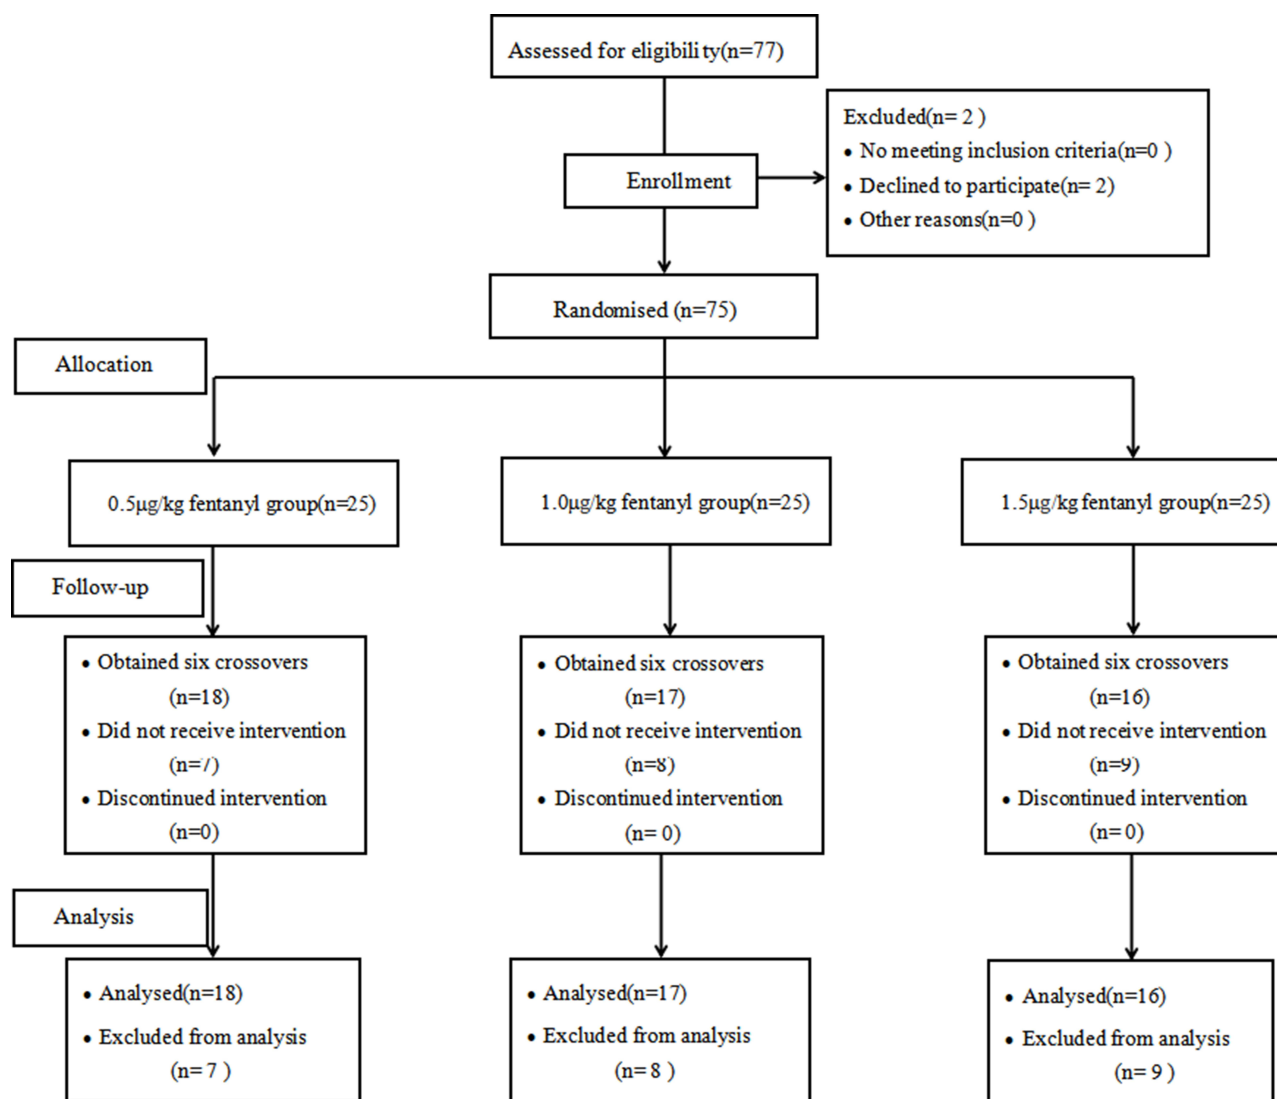 Assessed for eligibility(n=77)
Excluded(n= 2 )
• No meeting inclusion criteria(n=0 )
• Declined to participate(n= 2)
• Other reasons(n=0 )
Enrollment
Randomised (n=75)
Allocation
0.5μg/kg fentanyl group(n=25)
1.0μg/kg fentanyl group(n=25)
1.5μg/kg fentanyl group(n=25)
Follow-up
• Obtained six crossovers
(n=18)
• Did not receive intervention
(n=7)
• Discontinued intervention
(n=0)
• Obtained six crossovers
(n=17)
• Did not receive intervention
(n=8)
• Discontinued intervention
(n= 0)
• Obtained six crossovers
(n=16)
• Did not receive intervention
(n=9)
• Discontinued intervention
(n= 0)
Analysis
• Analysed(n=18)
• Excluded from analysis
(n= 7 )
• Analysed(n=17)
• Excluded from analysis
(n= 8 )
• Analysed(n=16)
• Excluded from analysis
(n= 9 )